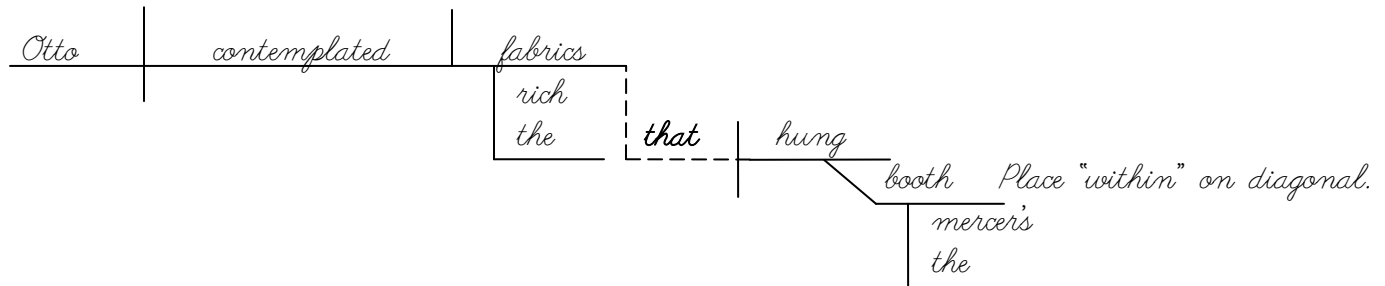 Otto contemplated fabrics
rich
the that hung
booth Place “within” on diagonal.
mercer’s
the